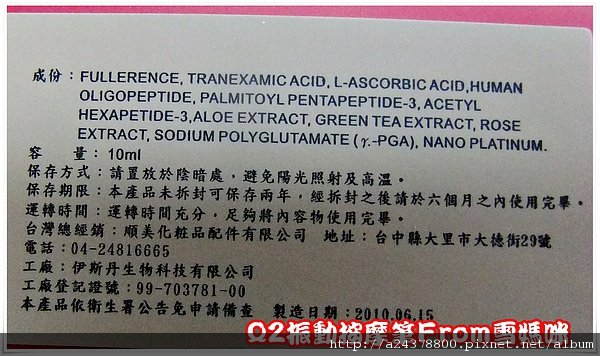 成份：FULLERENCE, TRANEXAMIC ACID, L-ASCORBIC ACID,HUMAN
OLIGOPEPTIDE, PALMITOYL PENTAPEPTIDE-3, ACETYL
HEXAPETIDE-3,ALOE EXTRACT, GREEN TEA EXTRACT, ROSE
EXTRACT, SODIUM POLYGLUTAMATE (γ.-PGA), NANO PLATINUM.
容　量：10ml
保存方式：請置放於陰暗處，避免陽光照射及高溫。
保存期限：本產品未拆封可保存兩年，經拆封之後請於六個月之內使用完畢。
運轉時間：運轉時間充分，足夠將內容物使用完畢。
台灣總經銷：順美化粧品配件有限公司　地址：台中縣大里市大德街29號
電話：04-24816665
工廠：伊斯丹生物科技有限公司
工廠登記證號：99-703781-00
本產品依衛生署公告免申請備查　製造日期：2010.06.15
Q2振動按摩筆From雪媽咪
http://a24378800.pixnet.net/album